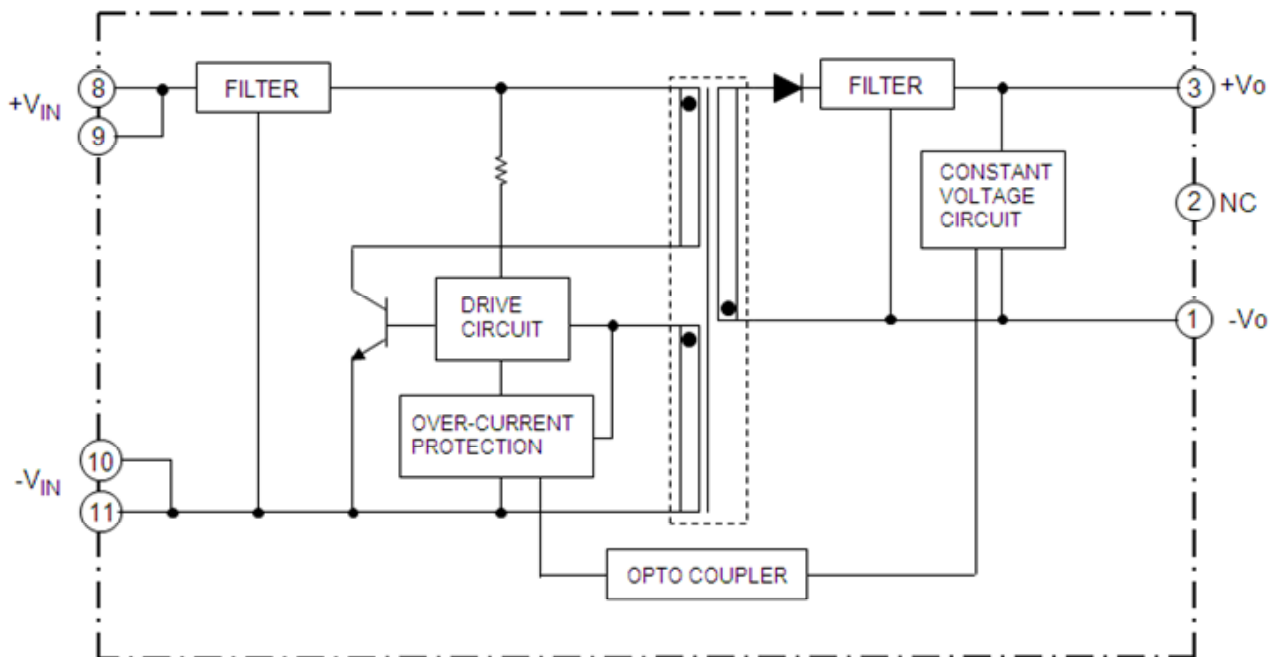 8
+VIN
9
FILTER
FILTER
3
+Vo
CONSTANT
VOLTAGE
CIRCUIT
2
NC
DRIVE
CIRCUIT
1
-Vo
OVER-CURRENT
PROTECTION
10
-VIN
11
OPTO COUPLER